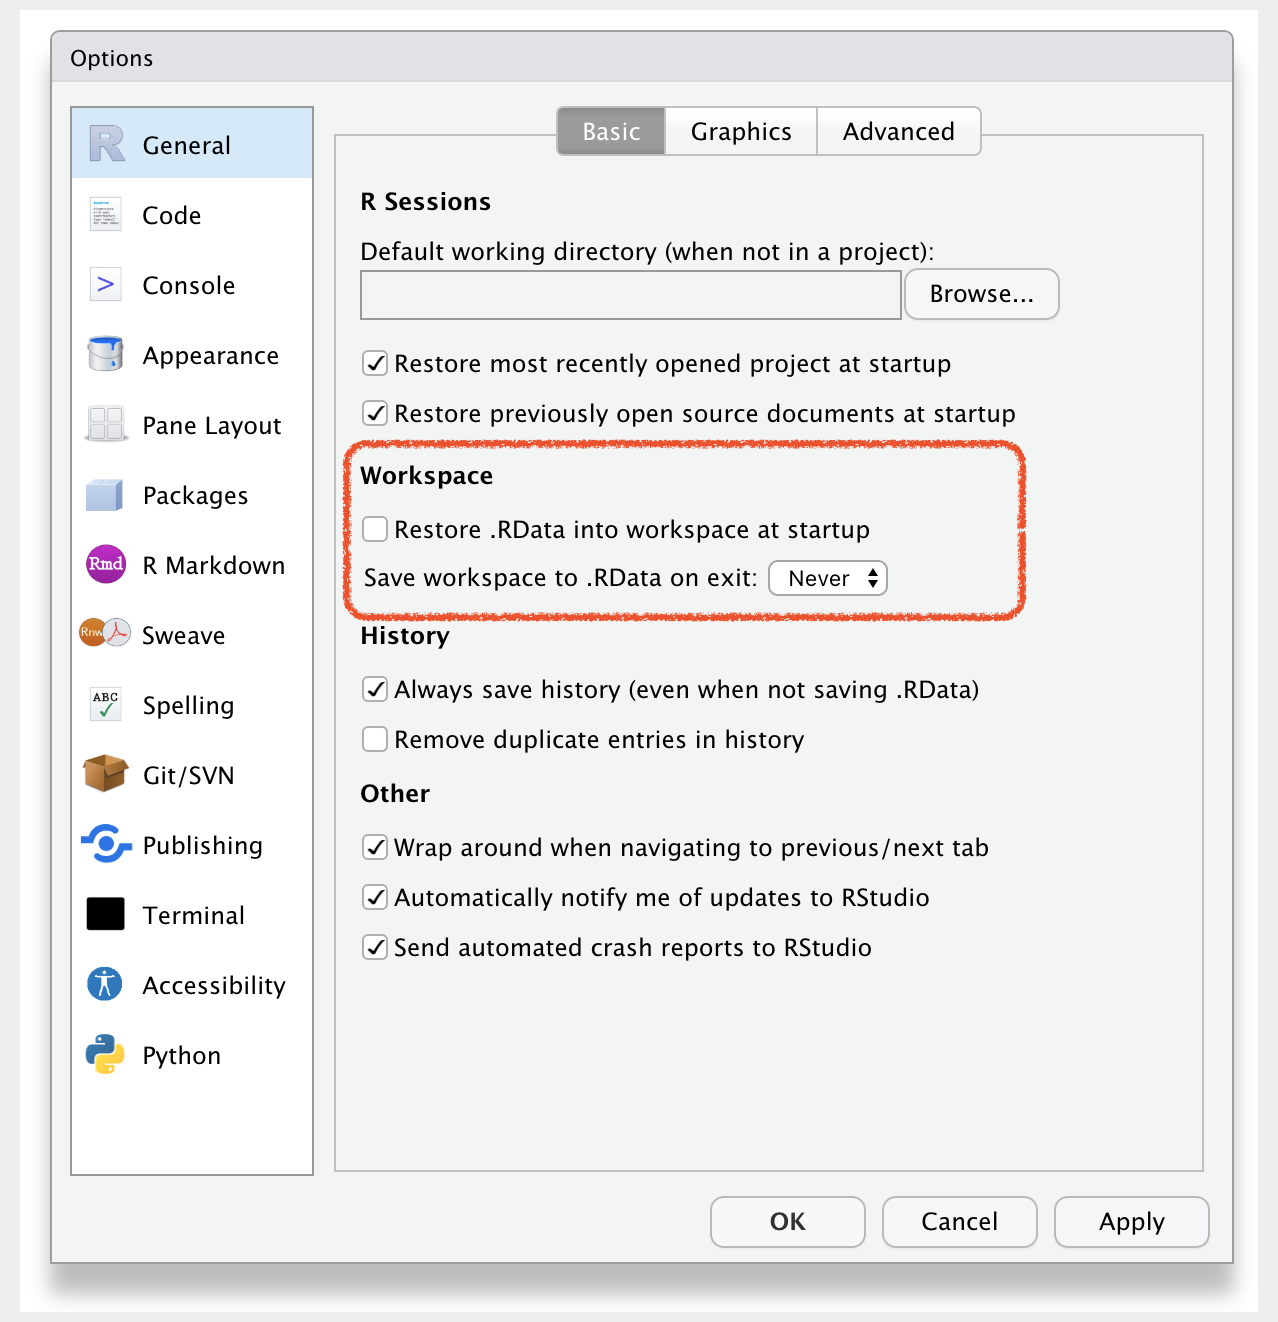 Options
General
Code
Console
Appearance
Pane Layout
Packages
Rmd
R Markdown
Rnw
Sweave
ABC
Spelling
Git/SVN
Publishing
Terminal
Accessibility
Python
Basic
Graphics
Advanced
R Sessions
Default working directory (when not in a project):
Browse...
Restore most recently opened project at startup
Restore previously open source documents at startup
Workspace
Restore .RData into workspace at startup
Save workspace to .RData on exit: Never
History
Always save history (even when not saving .RData)
Remove duplicate entries in history
Other
Wrap around when navigating to previous/next tab
Automatically notify me of updates to RStudio
Send automated crash reports to RStudio
OK
Cancel
Apply